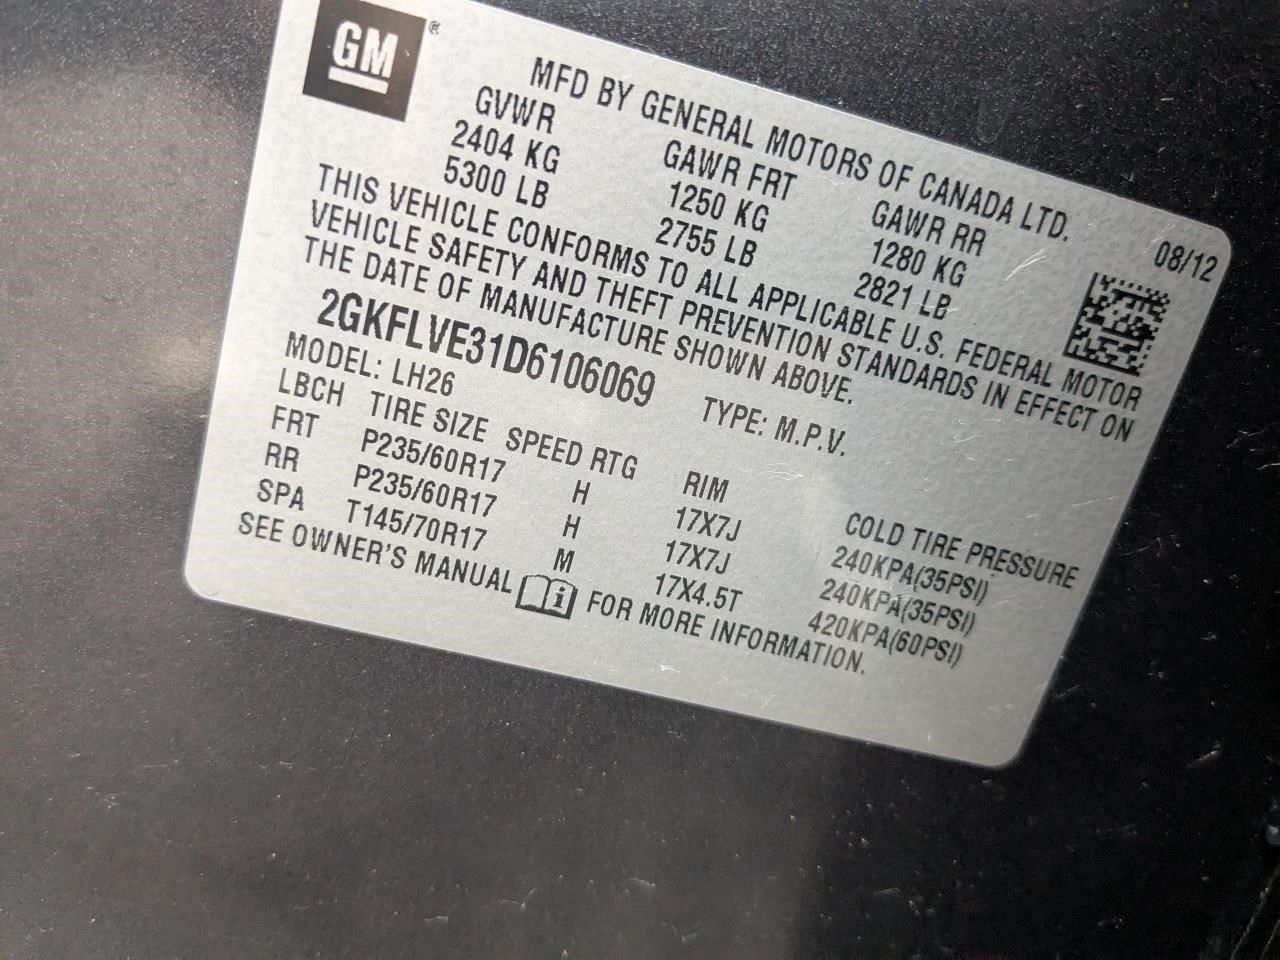 GM®
MFD BY GENERAL MOTORS OF CANADA LTD.
08/12
GVWR GAWR FRT GAWR RR
2404 KG 1250 KG 1280 KG
5300 LB 2755 LB 2821 LB
THIS VEHICLE CONFORMS TO ALL APPLICABLE U.S. FEDERAL MOTOR
VEHICLE SAFETY AND THEFT PREVENTION STANDARDS IN EFFECT ON
THE DATE OF MANUFACTURE SHOWN ABOVE.
2GKFLVE31D6106069 TYPE: M.P.V.
MODEL: LH26
LBCH TIRE SIZE SPEED RTG RIM COLD TIRE PRESSURE
FRT P235/60R17 H 17X7J 240KPA(35PSI)
RR P235/60R17 H 17X7J 240KPA(35PSI)
SPA T145/70R17 M 17X4.5T 420KPA(60PSI)
SEE OWNER'S MANUAL i FOR MORE INFORMATION.